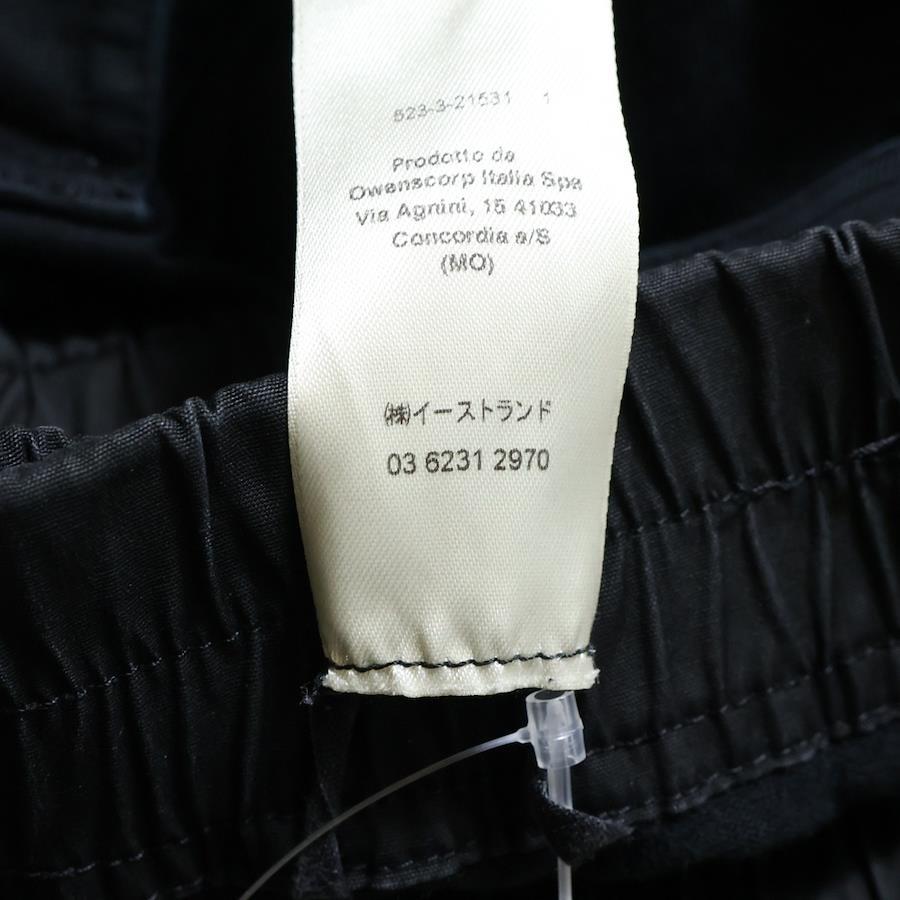 523-3-21531 1
Prodotto da
Owenscorp Italia Spa
Via Agnini, 15 41033
Concordia s/S
(MO)
㈱イーストランド
03 6231 2970